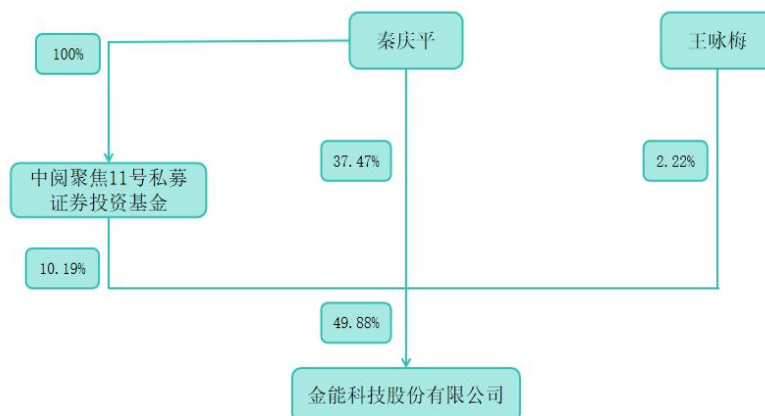 秦庆平
王咏梅
100%
37.47%
2.22%
中阅聚焦11号私募
证券投资基金
10.19%
49.88%
金能科技股份有限公司